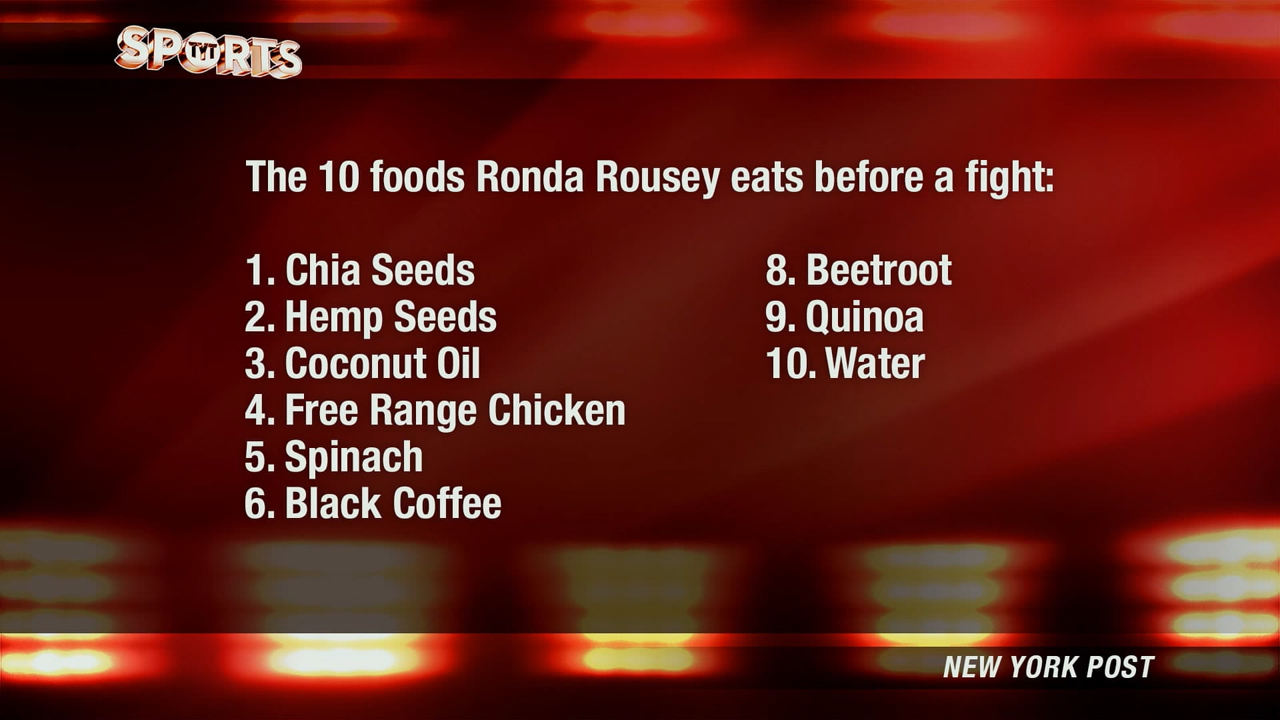 SPORTS
TYT
The 10 foods Ronda Rousey eats before a fight:
1. Chia Seeds
2. Hemp Seeds
3. Coconut Oil
4. Free Range Chicken
5. Spinach
6. Black Coffee
8. Beetroot
9. Quinoa
10. Water
NEW YORK POST